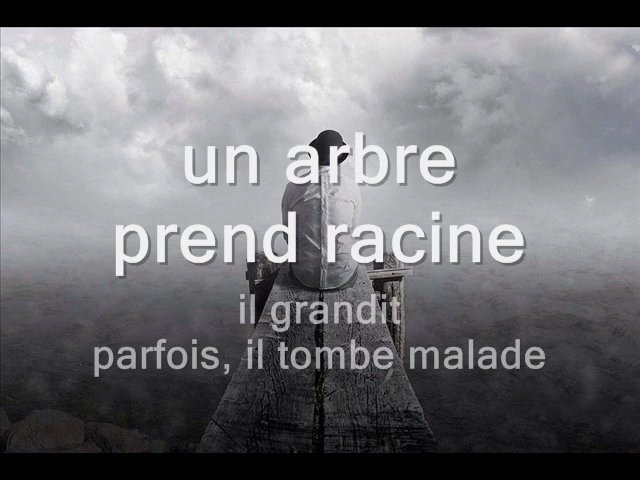 un arbre
prend racine
il grandit
parfois, il tombe malade